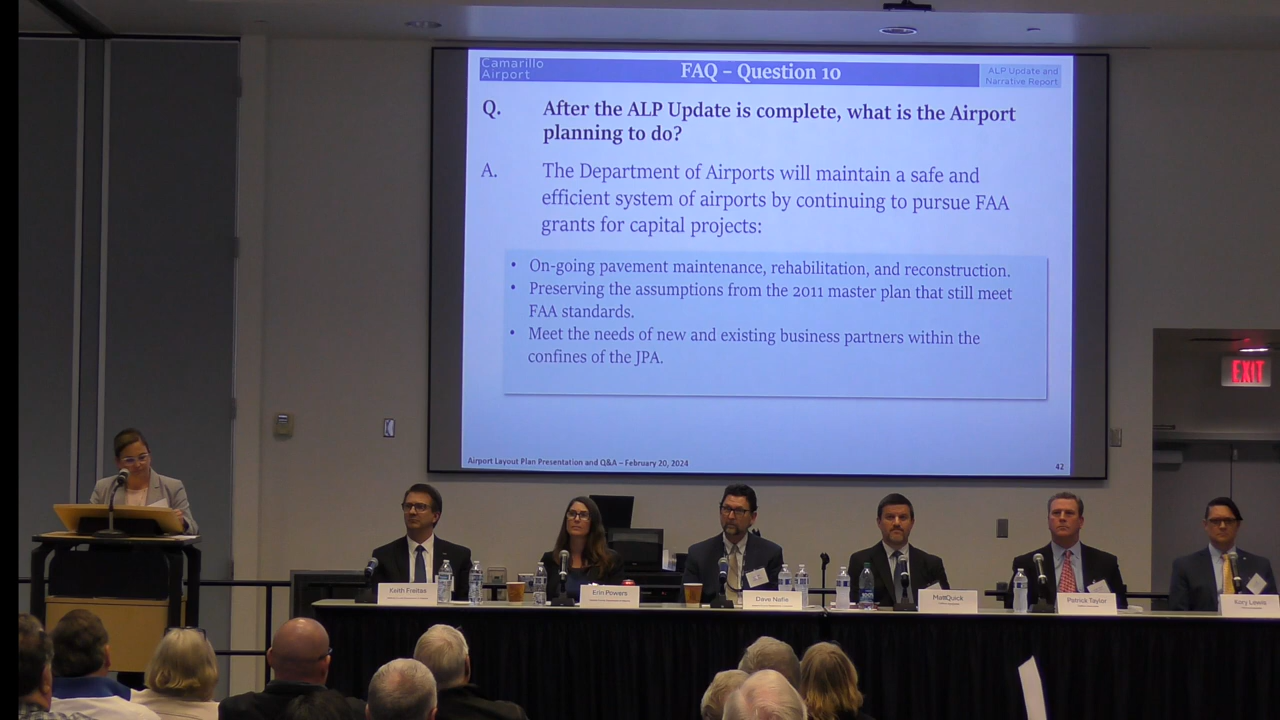 Camarillo
Airport
FAQ – Question 10
ALP Update and
Narrative Report
Q. After the ALP Update is complete, what is the Airport
planning to do?
A. The Department of Airports will maintain a safe and
efficient system of airports by continuing to pursue FAA
grants for capital projects:
• On-going pavement maintenance, rehabilitation, and reconstruction.
• Preserving the assumptions from the 2011 master plan that still meet
FAA standards.
• Meet the needs of new and existing business partners within the
confines of the JPA.
Airport Layout Plan Presentation and Q&A – February 20, 2024
42
EXIT
Keith Freitas
Erin Powers
Dave Nafie
Matt Quick
Patrick Taylor
Kory Lewis